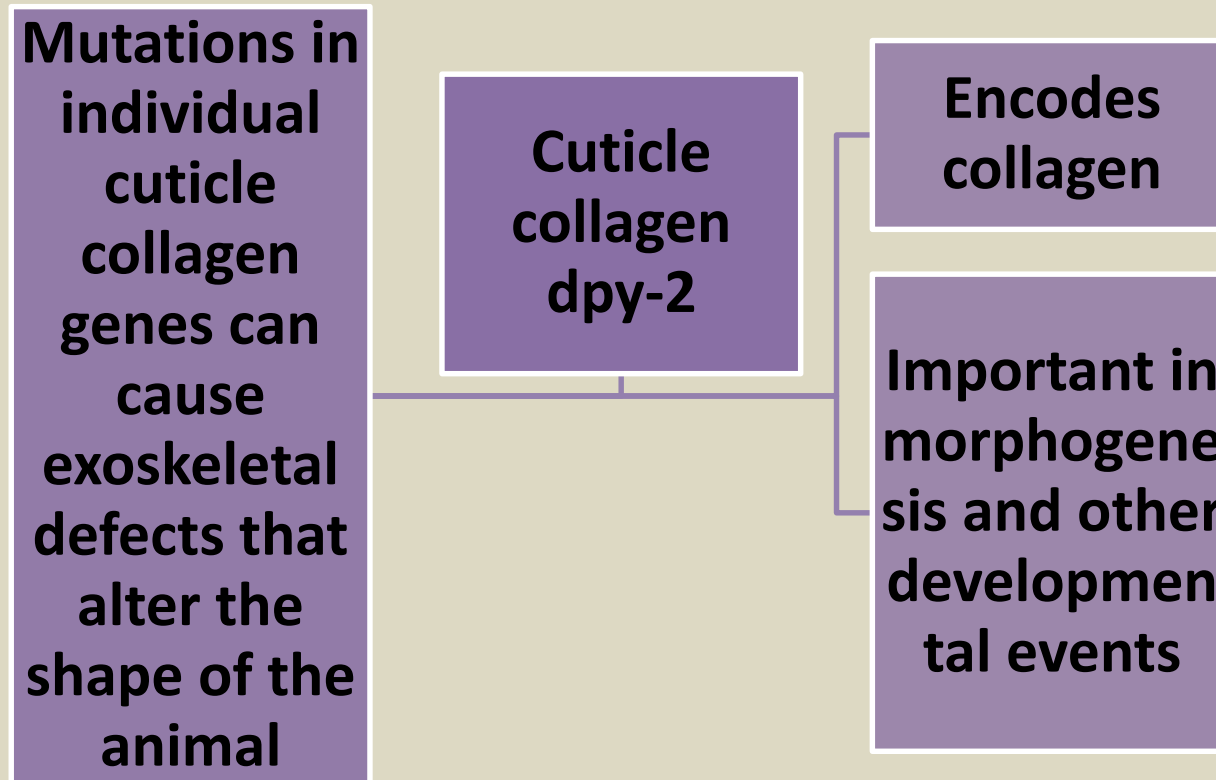 Mutations in
individual
cuticle
collagen
genes can
cause
exoskeletal
defects that
alter the
shape of the
animal
Cuticle
collagen
dpy-2
Encodes
collagen
Important in
morphogene
sis and other
developmen
tal events